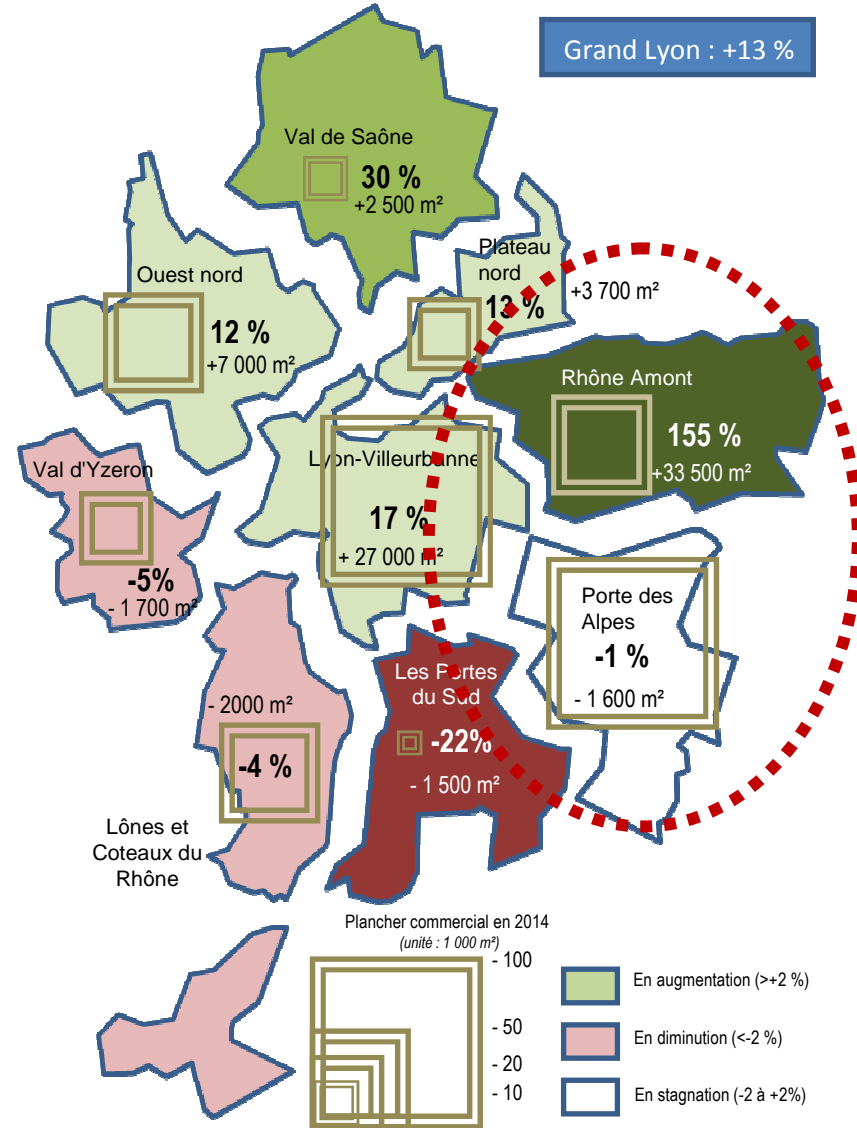 Grand Lyon : +13 %
Val de Saône
30 %
+2 500 m²
Plateau
nord
13 %
+3 700 m²
Ouest nord
12 %
+7 000 m²
Rhône Amont
155 %
+33 500 m²
Val d'Yzeron
-5%
- 1 700 m²
Lyon-Villeurbanne
17 %
+ 27 000 m²
Porte des
Alpes
-1 %
- 1 600 m²
Les Portes
du Sud
-22%
- 1 500 m²
- 2000 m²
-4 %
Lônes et
Coteaux du
Rhône
Plancher commercial en 2014
(unité : 1 000 m²)
- 100
- 50
- 20
- 10
En augmentation (>+2 %)
En diminution (<-2 %)
En stagnation (-2 à +2%)